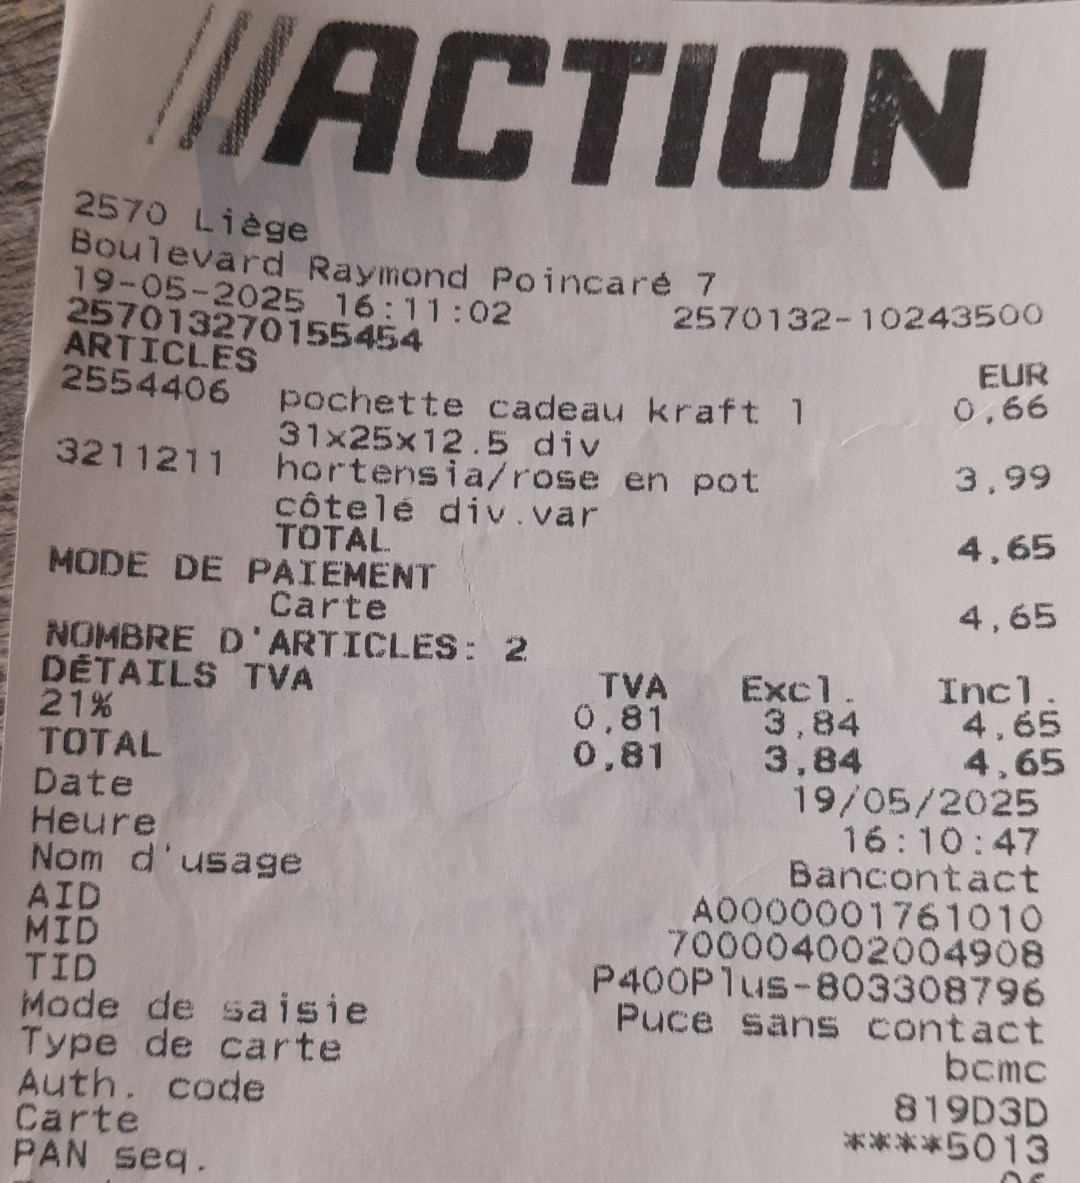 ACTION
2570 Liège
Boulevard Raymond Poincaré 7
19-05-2025 16:11:02 2570132-10243500
257013270155454
ARTICLES EUR
2554406 pochette cadeau kraft l 0,66
31x25x12.5 div
3211211 hortensia/rose en pot 3,99
côtelé div.var
TOTAL 4,65
MODE DE PAIEMENT
Carte 4,65
NOMBRE D'ARTICLES: 2
DÉTAILS TVA TVA Excl. Incl.
21% 0,81 3,84 4,65
TOTAL 0,81 3,84 4,65
Date 19/05/2025
Heure 16:10:47
Nom d'usage Bancontact
AID A0000001761010
MID 7000040002004908
TID P400Plus-803308796
Mode de saisie Puce sans contact
Type de carte bcmc
Auth. code 819D3D
Carte ****5013
PAN seq.